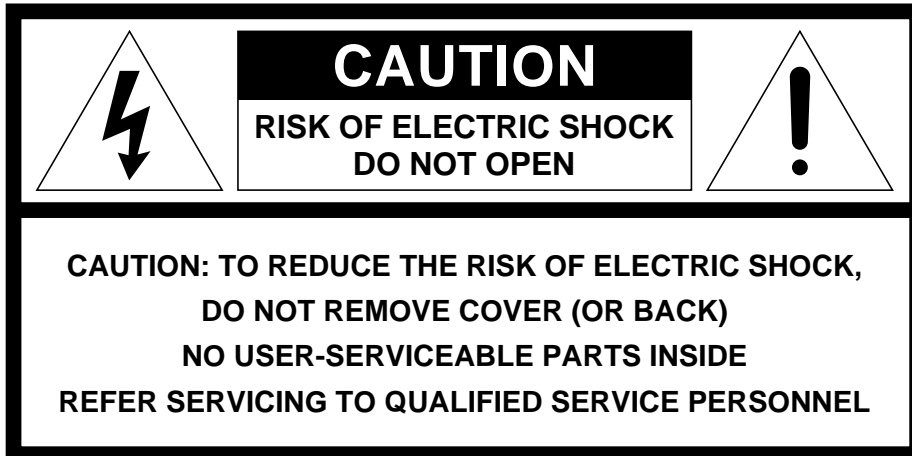 CAUTION
RISK OF ELECTRIC SHOCK
DO NOT OPEN
CAUTION: TO REDUCE THE RISK OF ELECTRIC SHOCK,
DO NOT REMOVE COVER (OR BACK)
NO USER-SERVICEABLE PARTS INSIDE
REFER SERVICING TO QUALIFIED SERVICE PERSONNEL